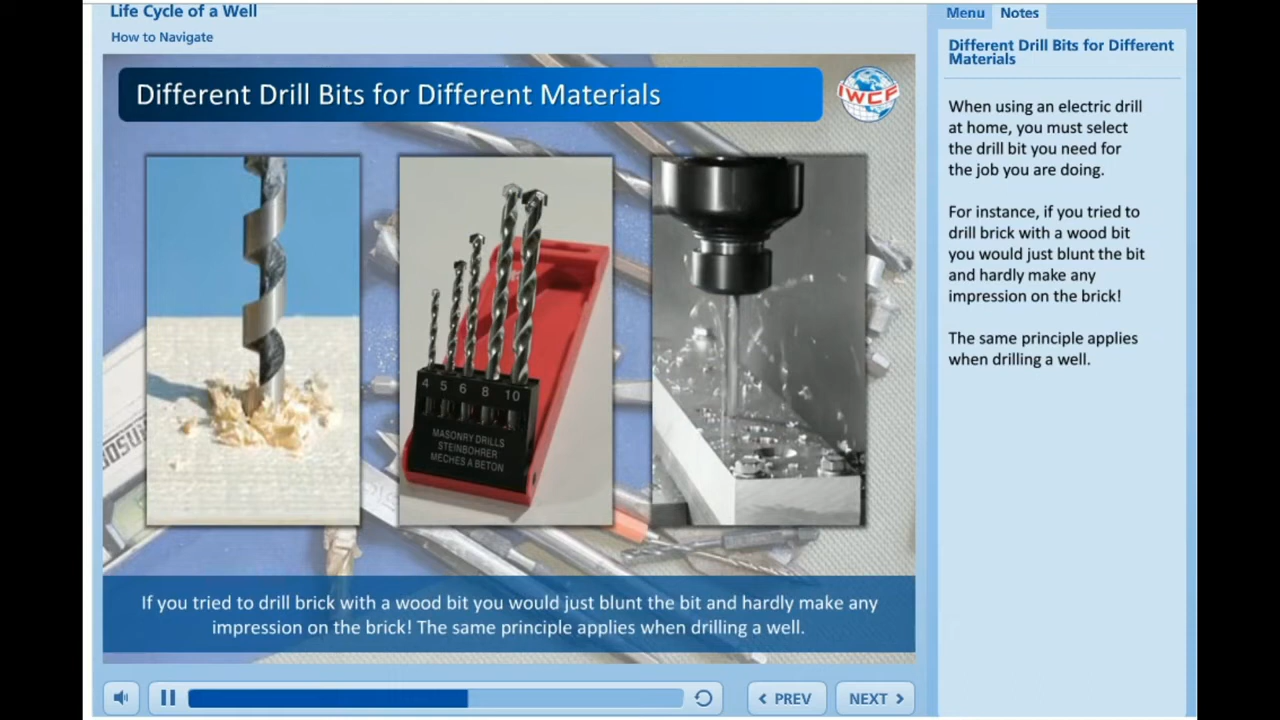 Life Cycle of a Well
How to Navigate
Different Drill Bits for Different Materials
IWCF
4 5 6 8 10
MASONRY DRILLS
STEINBOHRER
MECHES A BETON
If you tried to drill brick with a wood bit you would just blunt the bit and hardly make any
impression on the brick! The same principle applies when drilling a well.
PREV
NEXT
Menu Notes
Different Drill Bits for Different
Materials
When using an electric drill
at home, you must select
the drill bit you need for
the job you are doing.
For instance, if you tried to
drill brick with a wood bit
you would just blunt the bit
and hardly make any
impression on the brick!
The same principle applies
when drilling a well.